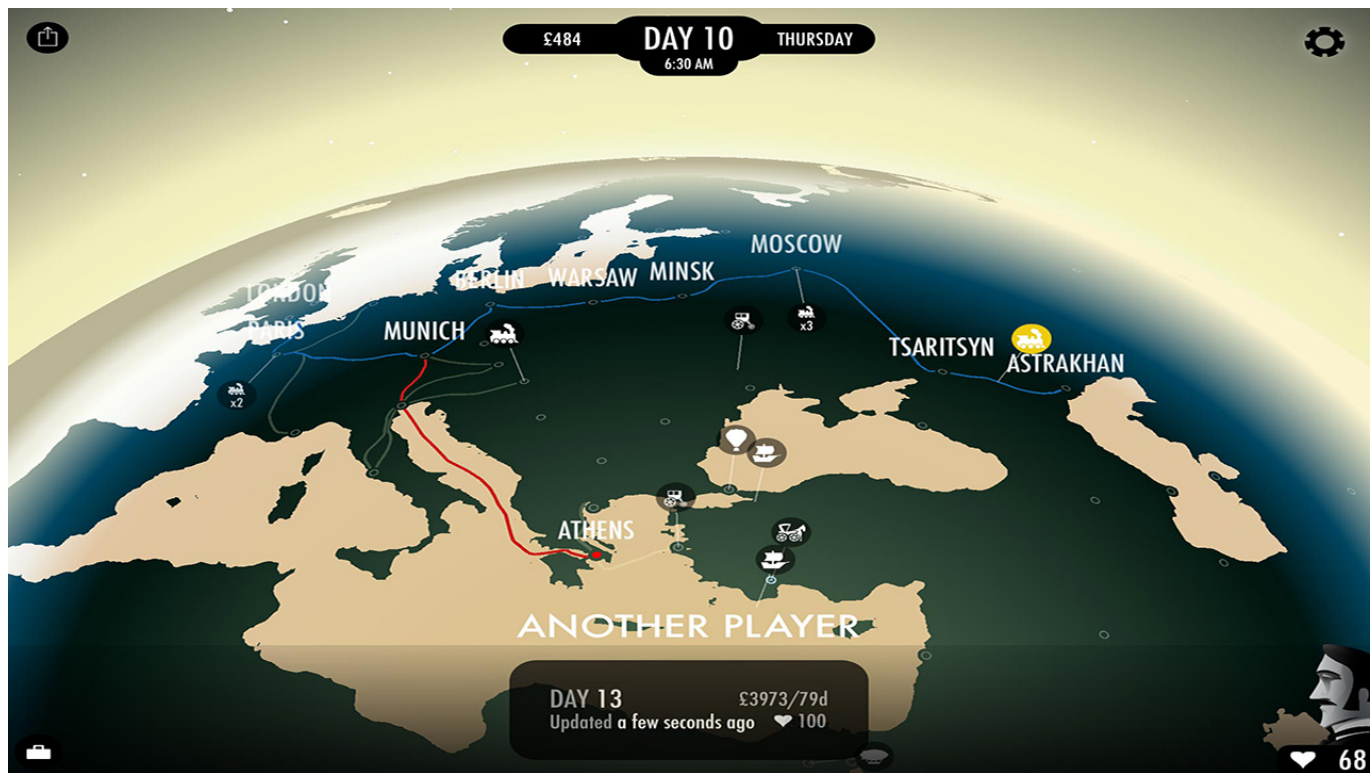 £484
DAY 10
THURSDAY
6:30 AM
MOSCOW
BERLIN
WARSAW
MINSK
LONDON
PARIS
MUNICH
x3
TSARITSYN
ASTRAKHAN
x2
ATHENS
ANOTHER PLAYER
DAY 13
£3973/79d
Updated a few seconds ago
100
68